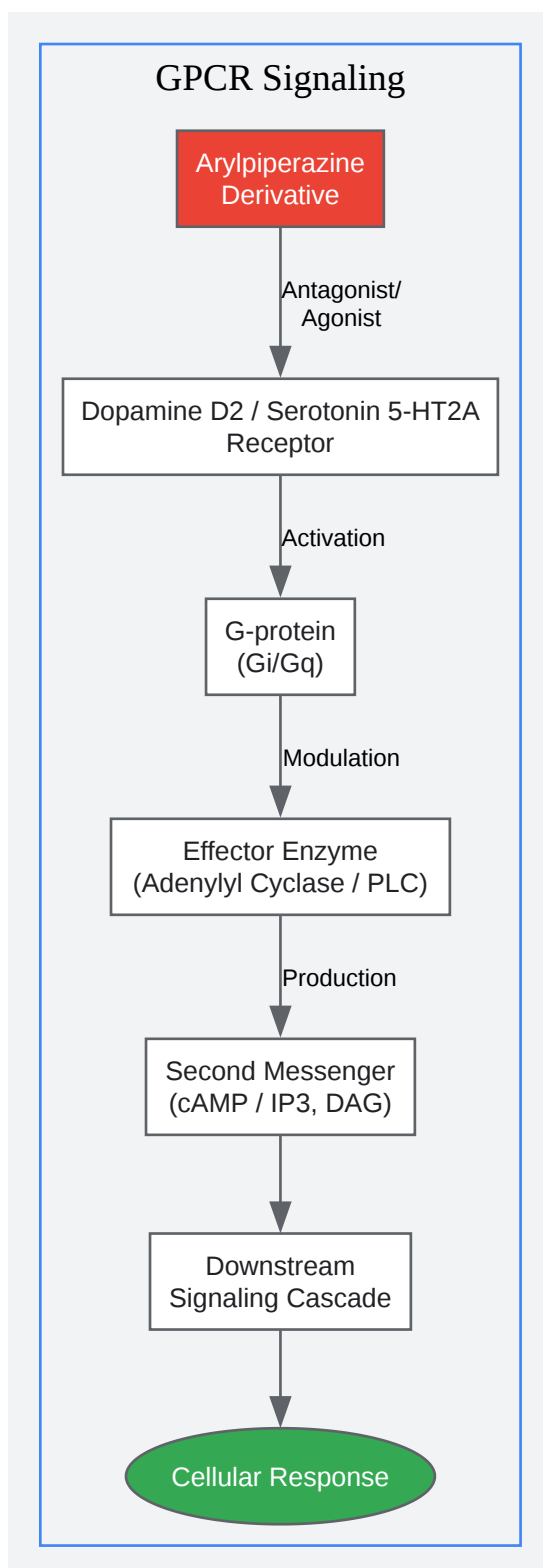 GPCR Signaling
Arylpiperazine
Derivative
Antagonist/
Agonist
Dopamine D2 / Serotonin 5-HT2A
Receptor
Activation
G-protein
(Gi/Gq)
Modulation
Effector Enzyme
(Adenylyl Cyclase / PLC)
Production
Second Messenger
(cAMP / IP3, DAG)
Downstream
Signaling Cascade
Cellular Response